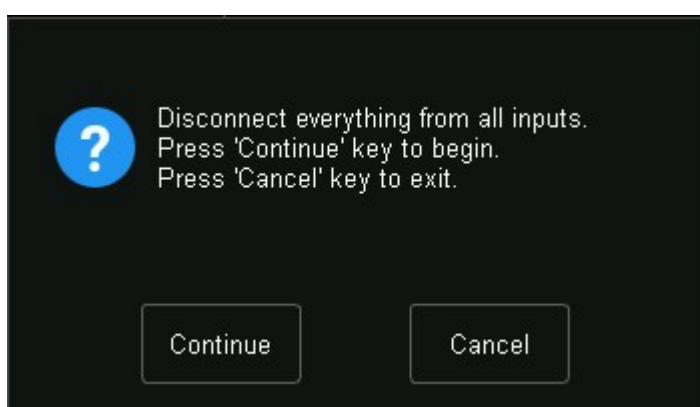 Disconnect everything from all inputs.
Press 'Continue' key to begin.
Press 'Cancel' key to exit.
Continue
Cancel